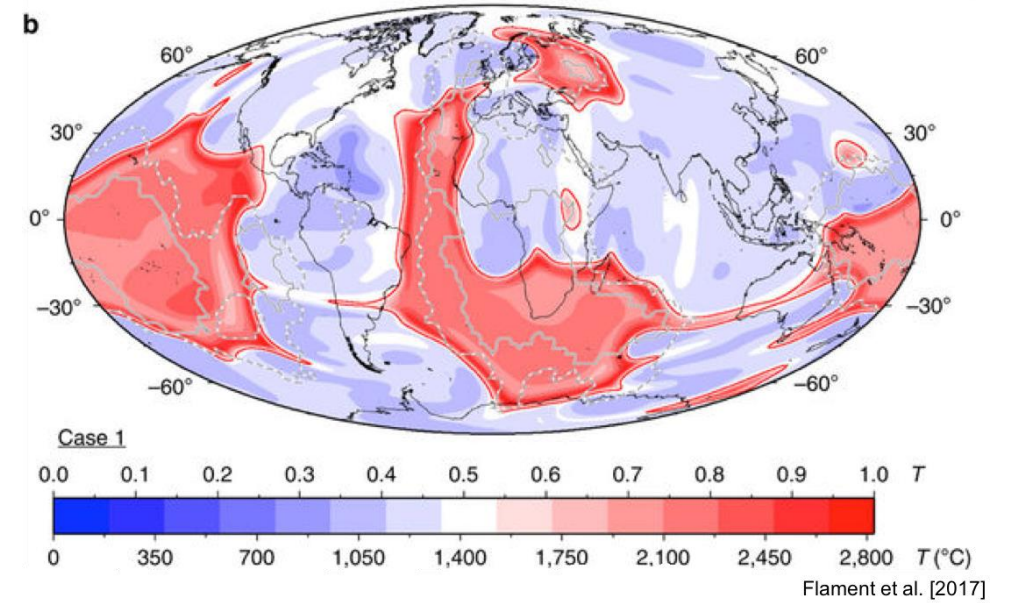 b
60° 60°
30° 30°
0° 0°
−30° −30°
−60° −60°
Case 1
0.0 0.1 0.2 0.3 0.4 0.5 0.6 0.7 0.8 0.9 1.0 T
0 350 700 1,050 1,400 1,750 2,100 2,450 2,800 T (°C)
Flament et al. [2017]